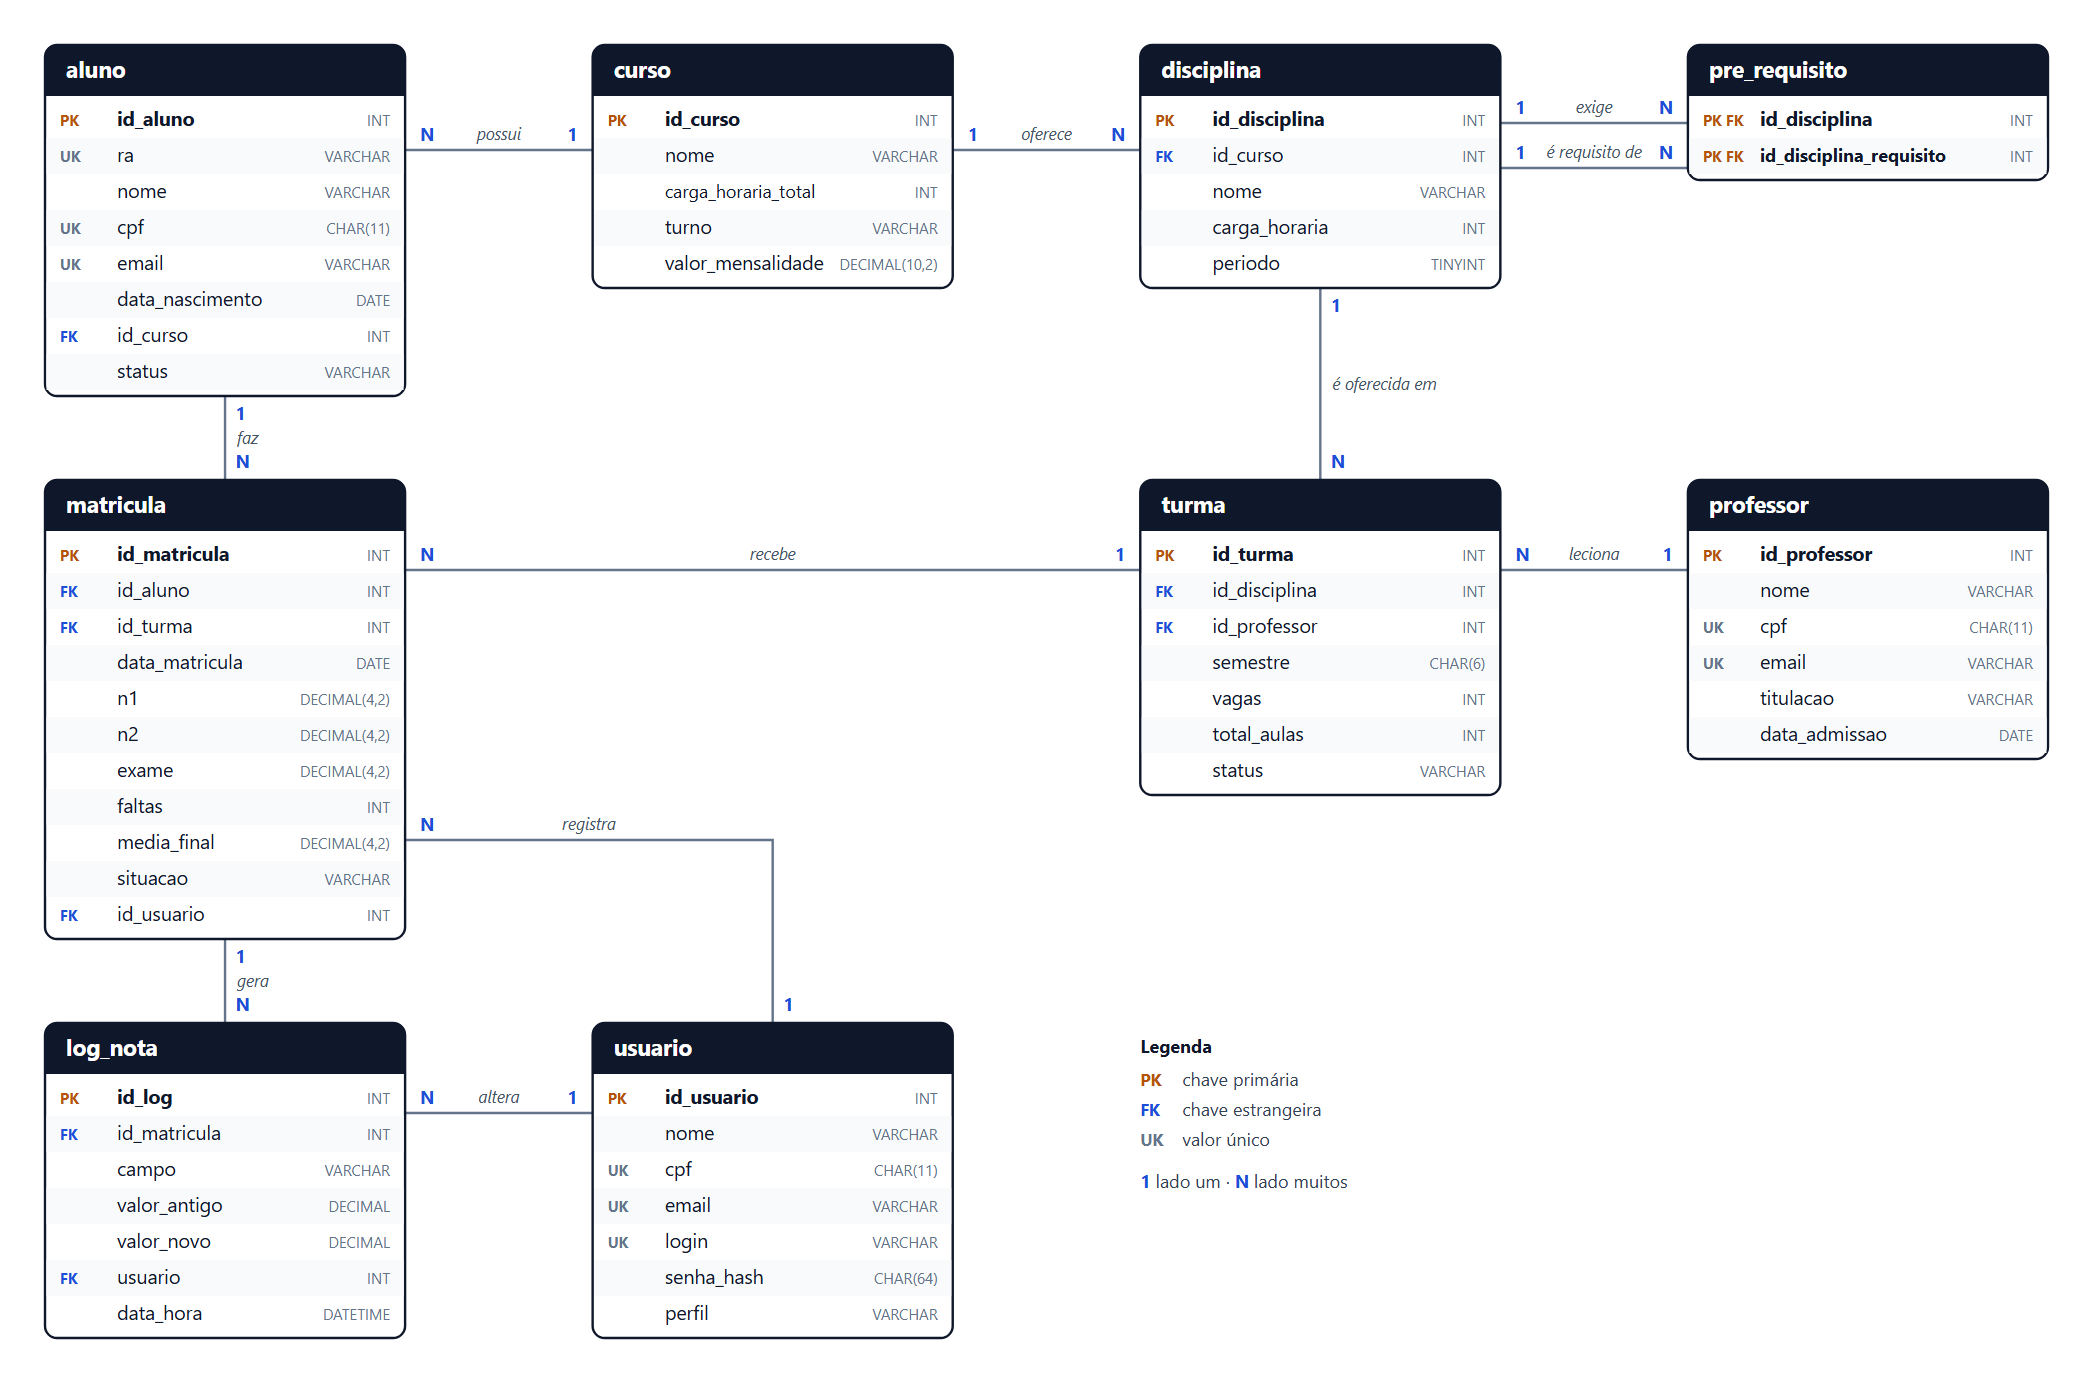 aluno
PK id_aluno INT
UK ra VARCHAR
nome VARCHAR
UK cpf CHAR(11)
UK email VARCHAR
data_nascimento DATE
FK id_curso INT
status VARCHAR
N possui 1
curso
PK id_curso INT
nome VARCHAR
carga_horaria_total INT
turno VARCHAR
valor_mensalidade DECIMAL(10,2)
1 oferece N
disciplina
PK id_disciplina INT
FK id_curso INT
nome VARCHAR
carga_horaria INT
periodo TINYINT
1 exige N
1 é requisito de N
pre_requisito
PK FK id_disciplina INT
PK FK id_disciplina_requisito INT
1
faz
N
1
é oferecida em
N
matricula
PK id_matricula INT
FK id_aluno INT
FK id_turma INT
data_matricula DATE
n1 DECIMAL(4,2)
n2 DECIMAL(4,2)
exame DECIMAL(4,2)
faltas INT
media_final DECIMAL(4,2)
situacao VARCHAR
FK id_usuario INT
N recebe 1
turma
PK id_turma INT
FK id_disciplina INT
FK id_professor INT
semestre CHAR(6)
vagas INT
total_aulas INT
status VARCHAR
N leciona 1
professor
PK id_professor INT
nome VARCHAR
UK cpf CHAR(11)
UK email VARCHAR
titulacao VARCHAR
data_admissao DATE
N registra
1
1
gera
N
log_nota
PK id_log INT
FK id_matricula INT
campo VARCHAR
valor_antigo DECIMAL
valor_novo DECIMAL
FK usuario INT
data_hora DATETIME
N altera 1
usuario
PK id_usuario INT
nome VARCHAR
UK cpf CHAR(11)
UK email VARCHAR
UK login VARCHAR
senha_hash CHAR(64)
perfil VARCHAR
Legenda
PK chave primária
FK chave estrangeira
UK valor único
1 lado um · N lado muitos